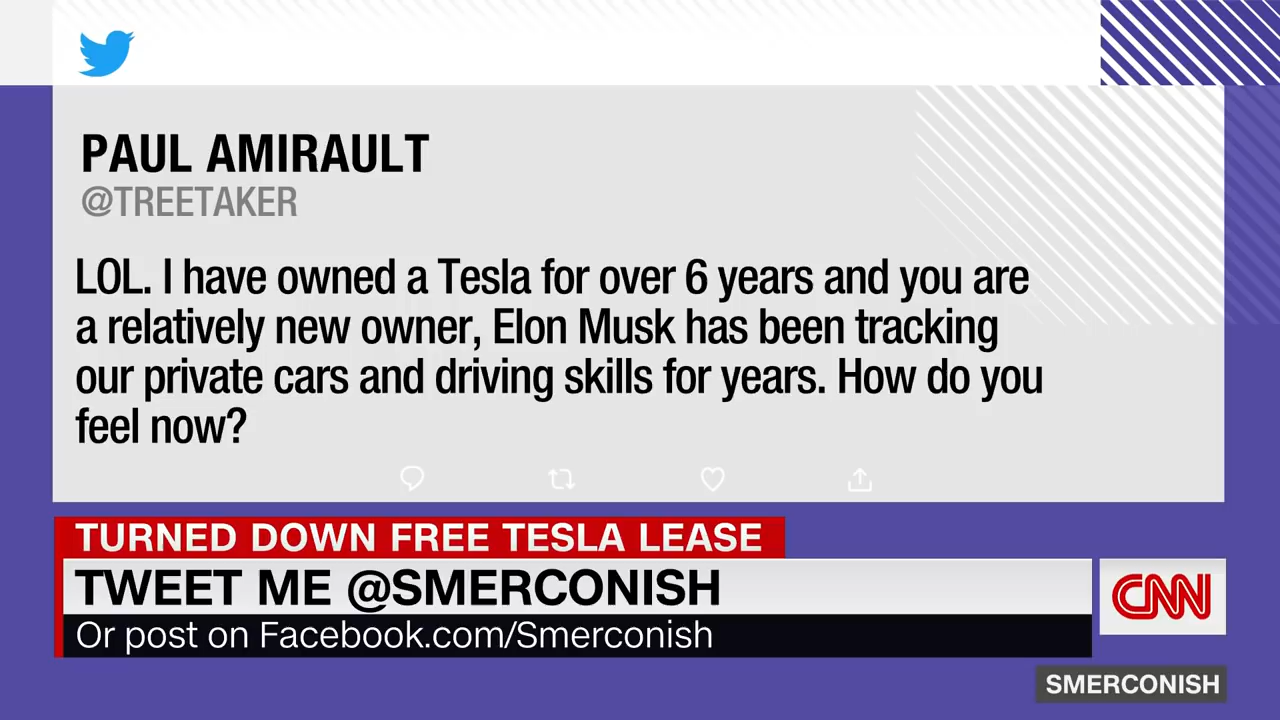 PAUL AMIRAULT
@TREETAKER
LOL. I have owned a Tesla for over 6 years and you are
a relatively new owner, Elon Musk has been tracking
our private cars and driving skills for years. How do you
feel now?
TURNED DOWN FREE TESLA LEASE
TWEET ME @SMERCONISH
Or post on Facebook.com/Smerconish
CNN
SMERCONISH